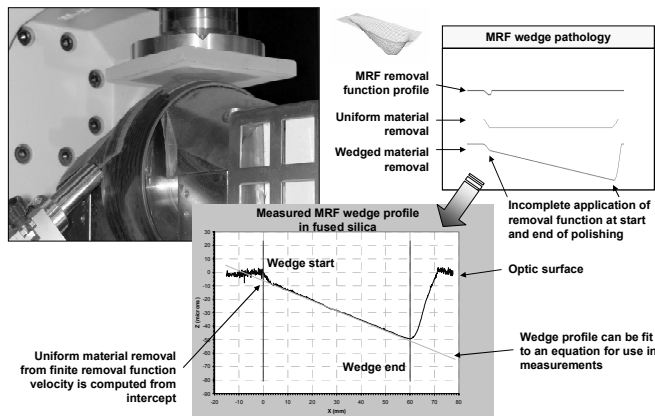 MRF wedge pathology
MRF removal
function profile
Uniform material
removal
Wedged material
removal
Incomplete application of
removal function at start
and end of polishing
Measured MRF wedge profile
in fused silica
30
20
10
0
-10
-20
-30
-40
-50
-60
-70
-80
-90
Z (microns)
Wedge start
Wedge end
-20
-10
0
10
20
30
40
50
60
70
80
X (mm)
Optic surface
Wedge profile can be fit
to an equation for use in
measurements
Uniform material removal
from finite removal function
velocity is computed from
intercept